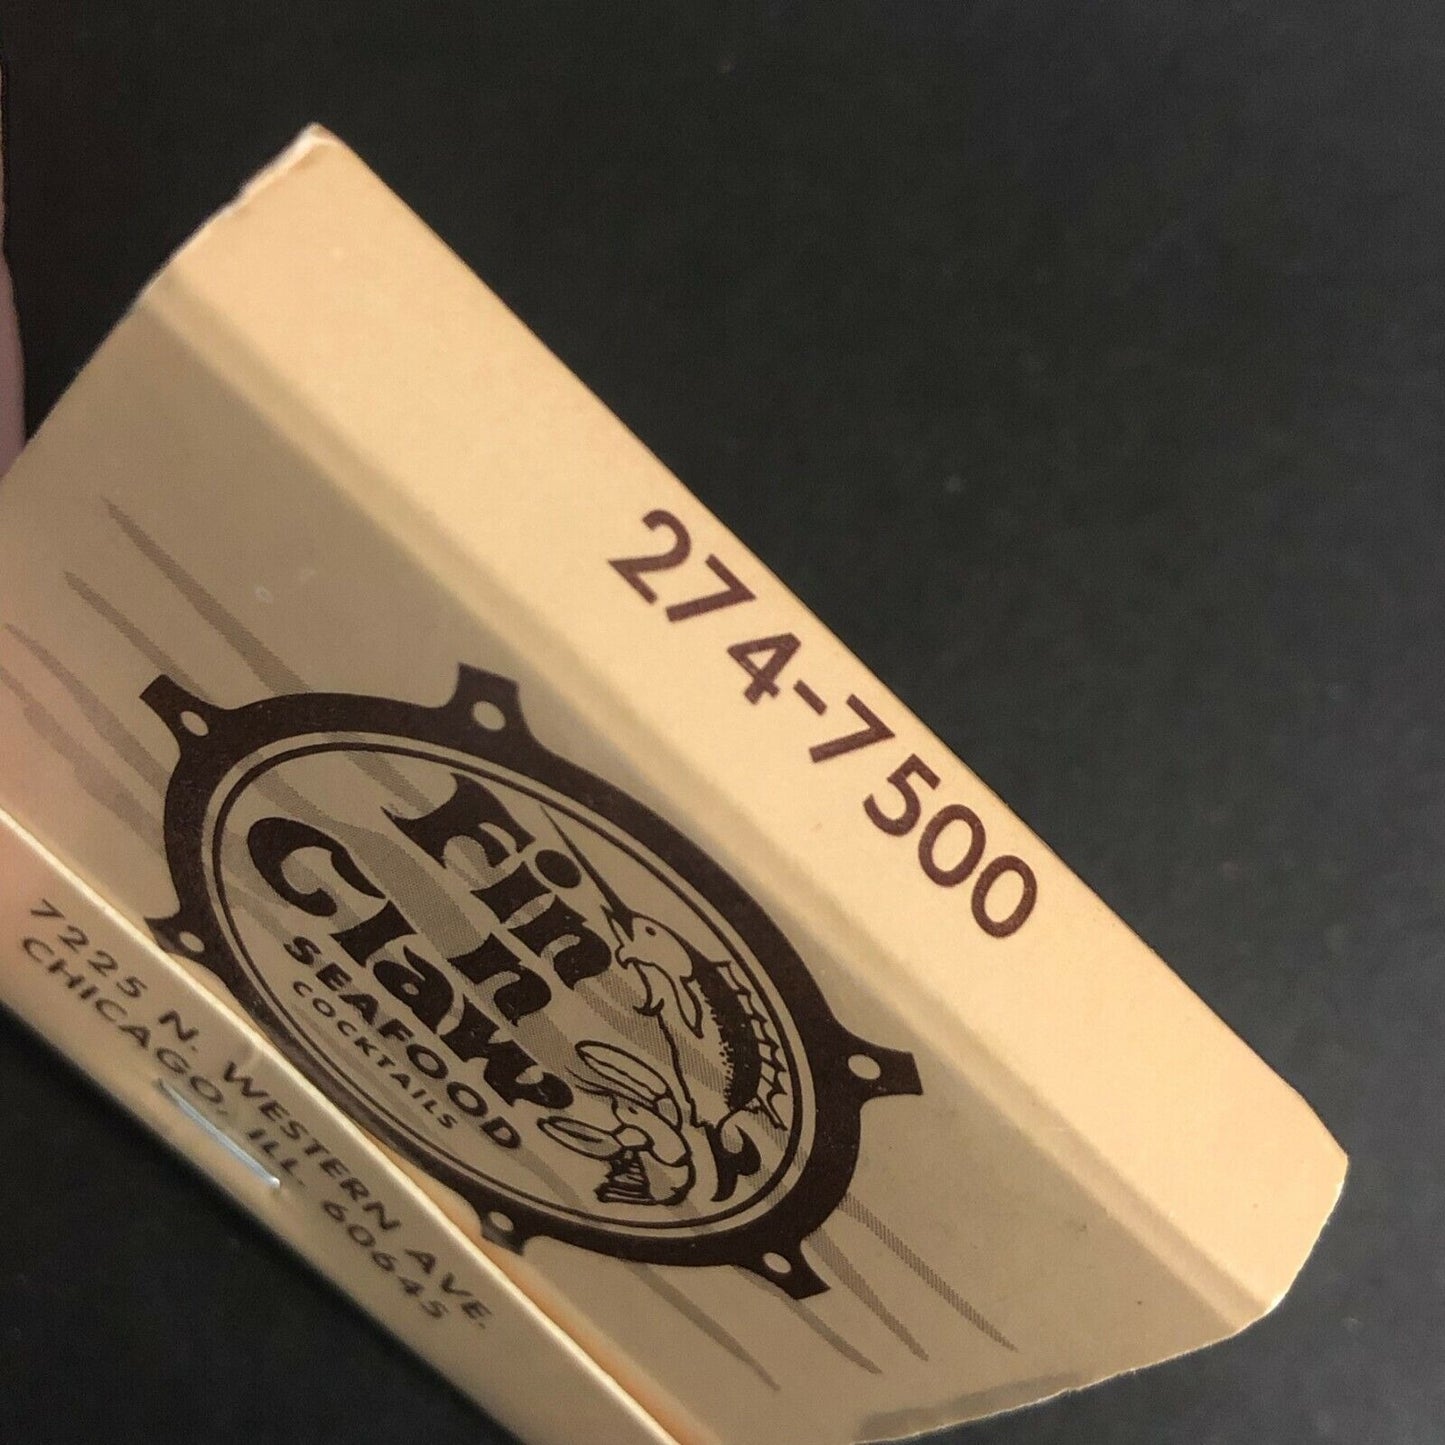 274-7500
Fin n
Claw
SEAFOOD
COCKTAILS
7225 N. WESTERN AVE.
CHICAGO, ILL. 60645